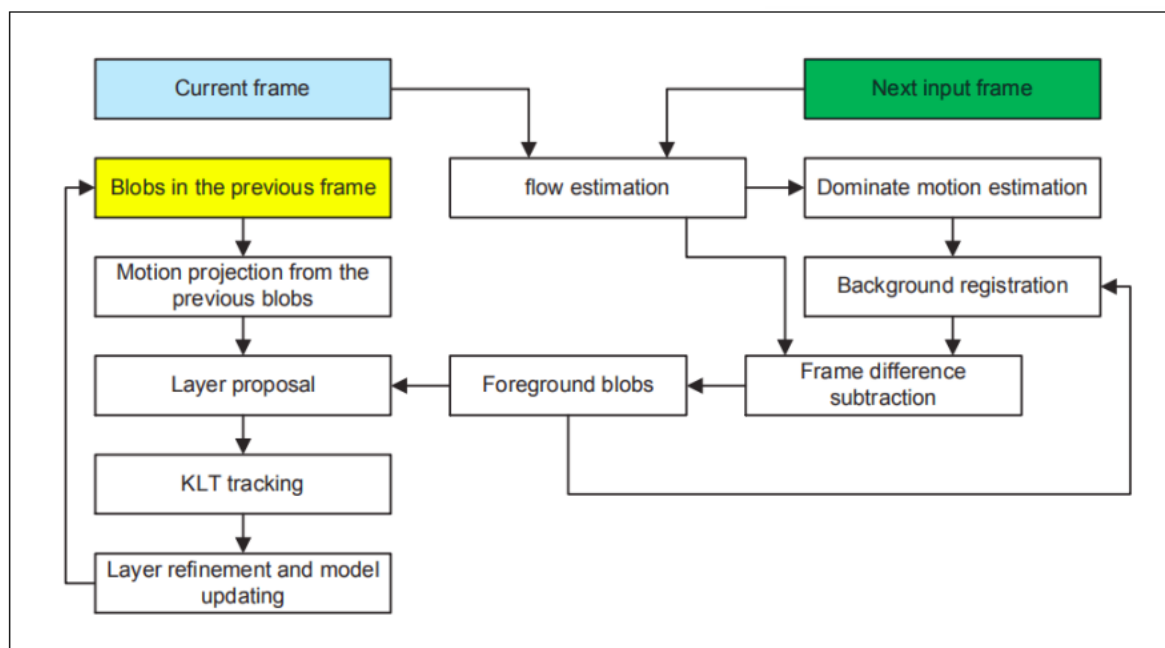 Current frame
Next input frame
Blobs in the previous frame
flow estimation
Dominate motion estimation
Motion projection from the
previous blobs
Background registration
Layer proposal
Foreground blobs
Frame difference
subtraction
KLT tracking
Layer refinement and model
updating